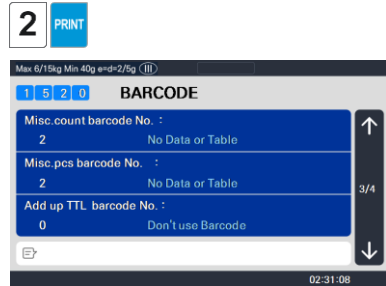 2 PRINT
Max 6/15kg Min 40g e=d=2/5g III
1 5 2 0 BARCODE
Misc.count barcode No. :
2 No Data or Table
Misc.pcs barcode No. :
2 No Data or Table
3/4
Add up TTL barcode No. :
0 Don't use Barcode
02:31:08